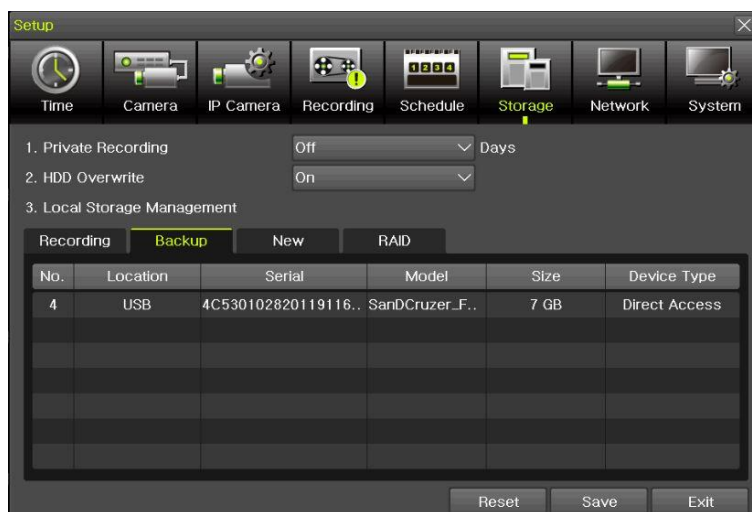 Setup
Time Camera IP Camera Recording Schedule Storage Network System
1. Private Recording Off Days
2. HDD Overwrite On
3. Local Storage Management
Recording Backup New RAID
No. Location Serial Model Size Device Type
4 USB 4C530102820119116.. SanDCruzer_F.. 7 GB Direct Access
Reset Save Exit